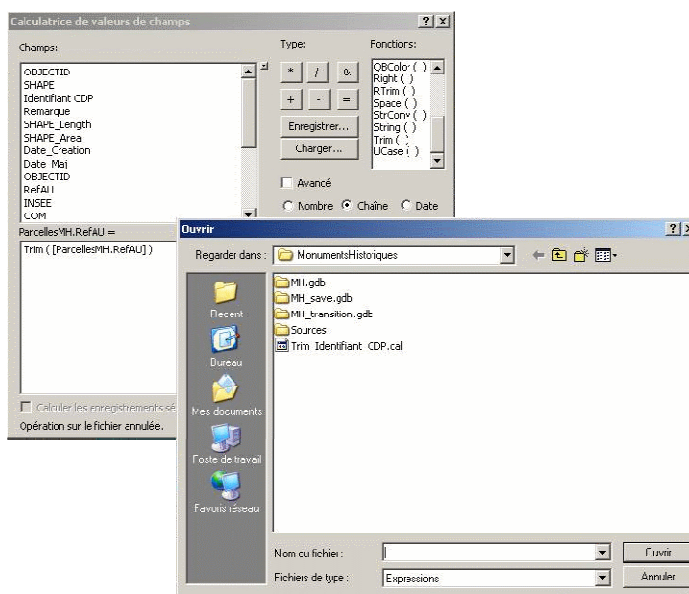 Calculatrice de valeurs de champs
Champs:
Type:
Fonctions:
OBJECTID
SHAPE
Identifiant CDP
Remarque
SHAPE_Length
SHAPE_Area
Date_Creation
Date_Maj
OBJECTID
RefAU
INSEE
COM
* / &
+ - =
Enregistrer...
Charger...
QBColor ( )
Right ( )
RTrim ( )
Space ( )
StrConv ( )
String ( )
Trim ( )
UCase ( )
Avancé
Nombre Chaîne Date
ParcellesMH.RefAU =
Trim ( [ParcellesMH.RefAU] )
Calculer les enregistrements sé
Opération sur le fichier annulée.
Ouvrir
Regarder dans : MonumentsHistoriques
Recent
Bureau
Mes documents
Poste de travail
Favoris réseau
MH.gdb
MH_save.gdb
MH_transition.gdb
Sources
Trim_Identifiant_CDP.cal
Nom du fichier :
Ouvrir
Fichiers de type : Expressions
Annuler